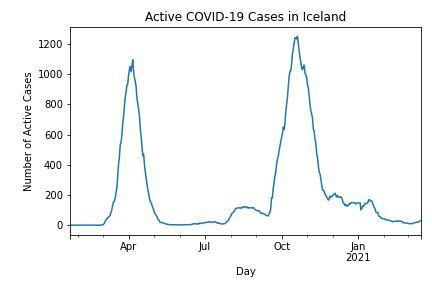 Active COVID-19 Cases in Iceland
Number of Active Cases
1200
1000
800
600
400
200
0
Apr
Jul
Oct
Jan
2021
Day